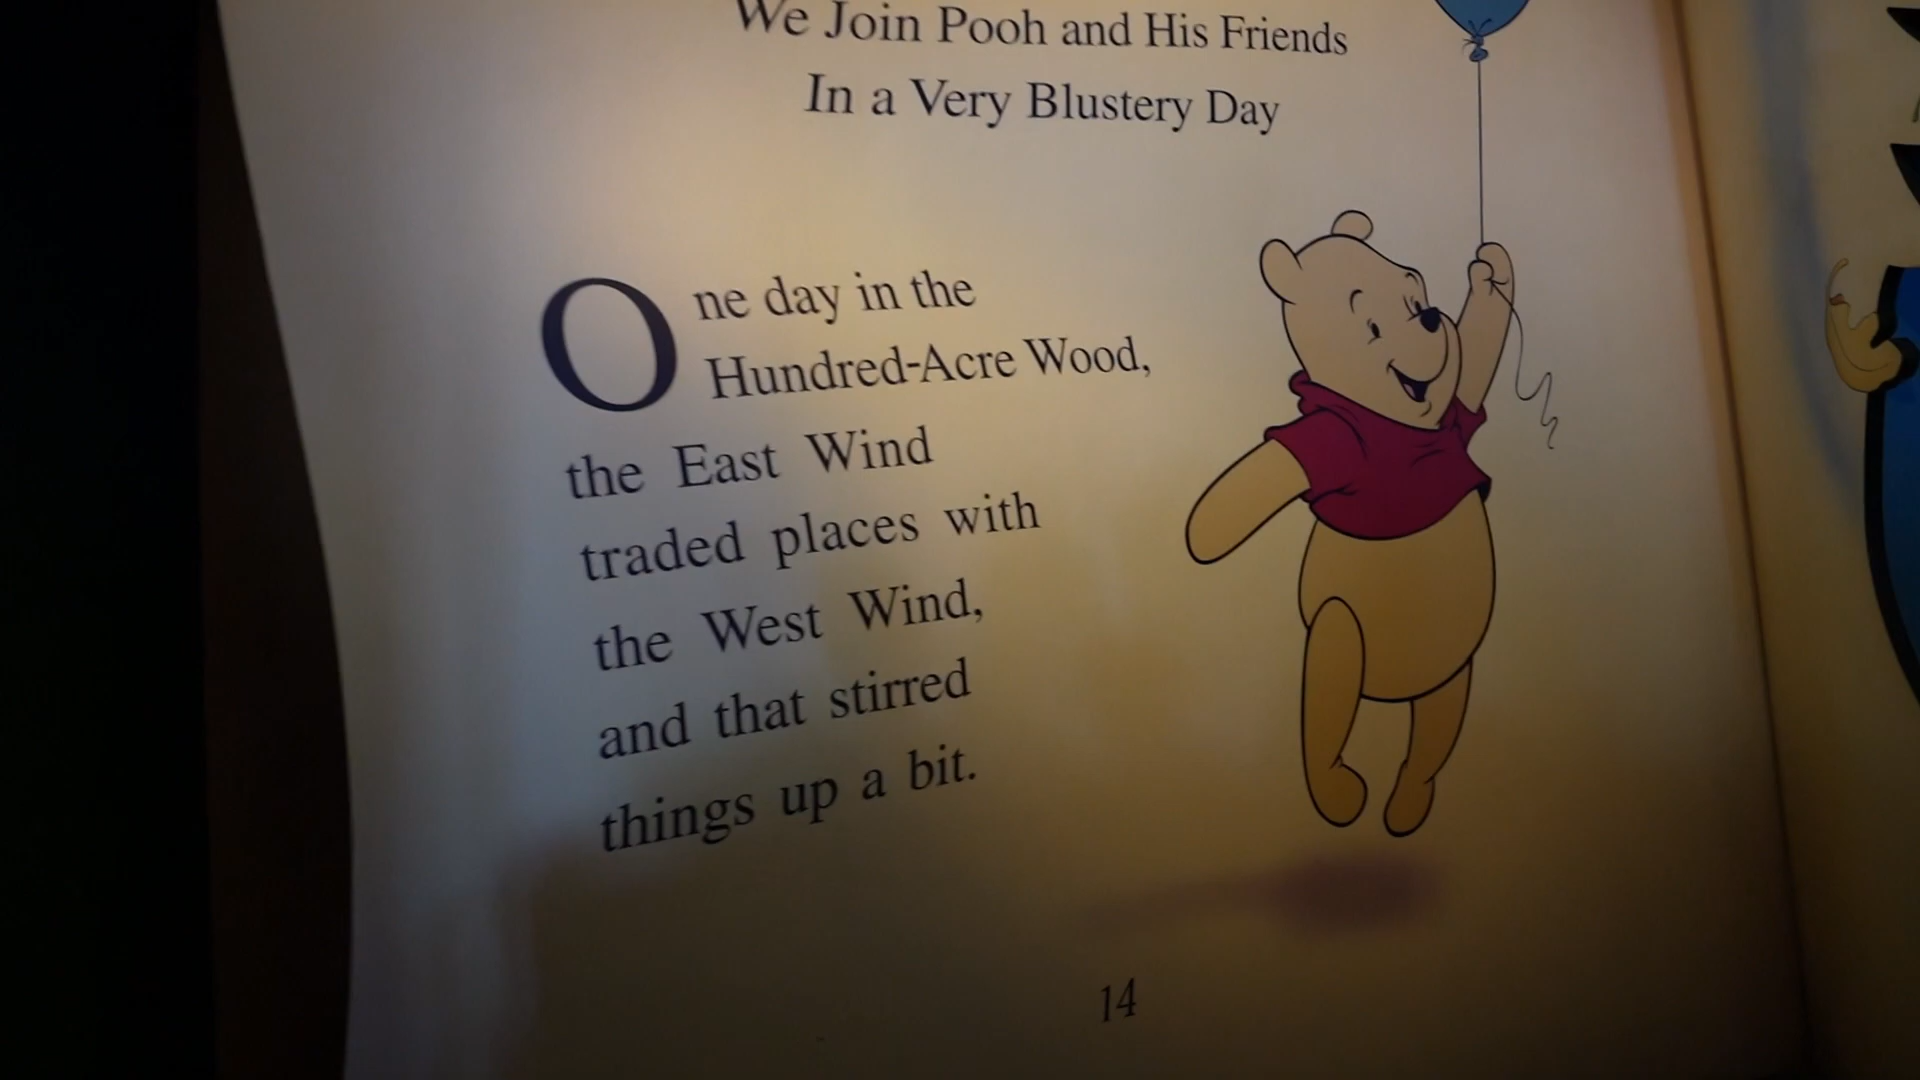 We Join Pooh and His Friends
In a Very Blustery Day
One day in the
Hundred-Acre Wood,
the East Wind
traded places with
the West Wind,
and that stirred
things up a bit.
14